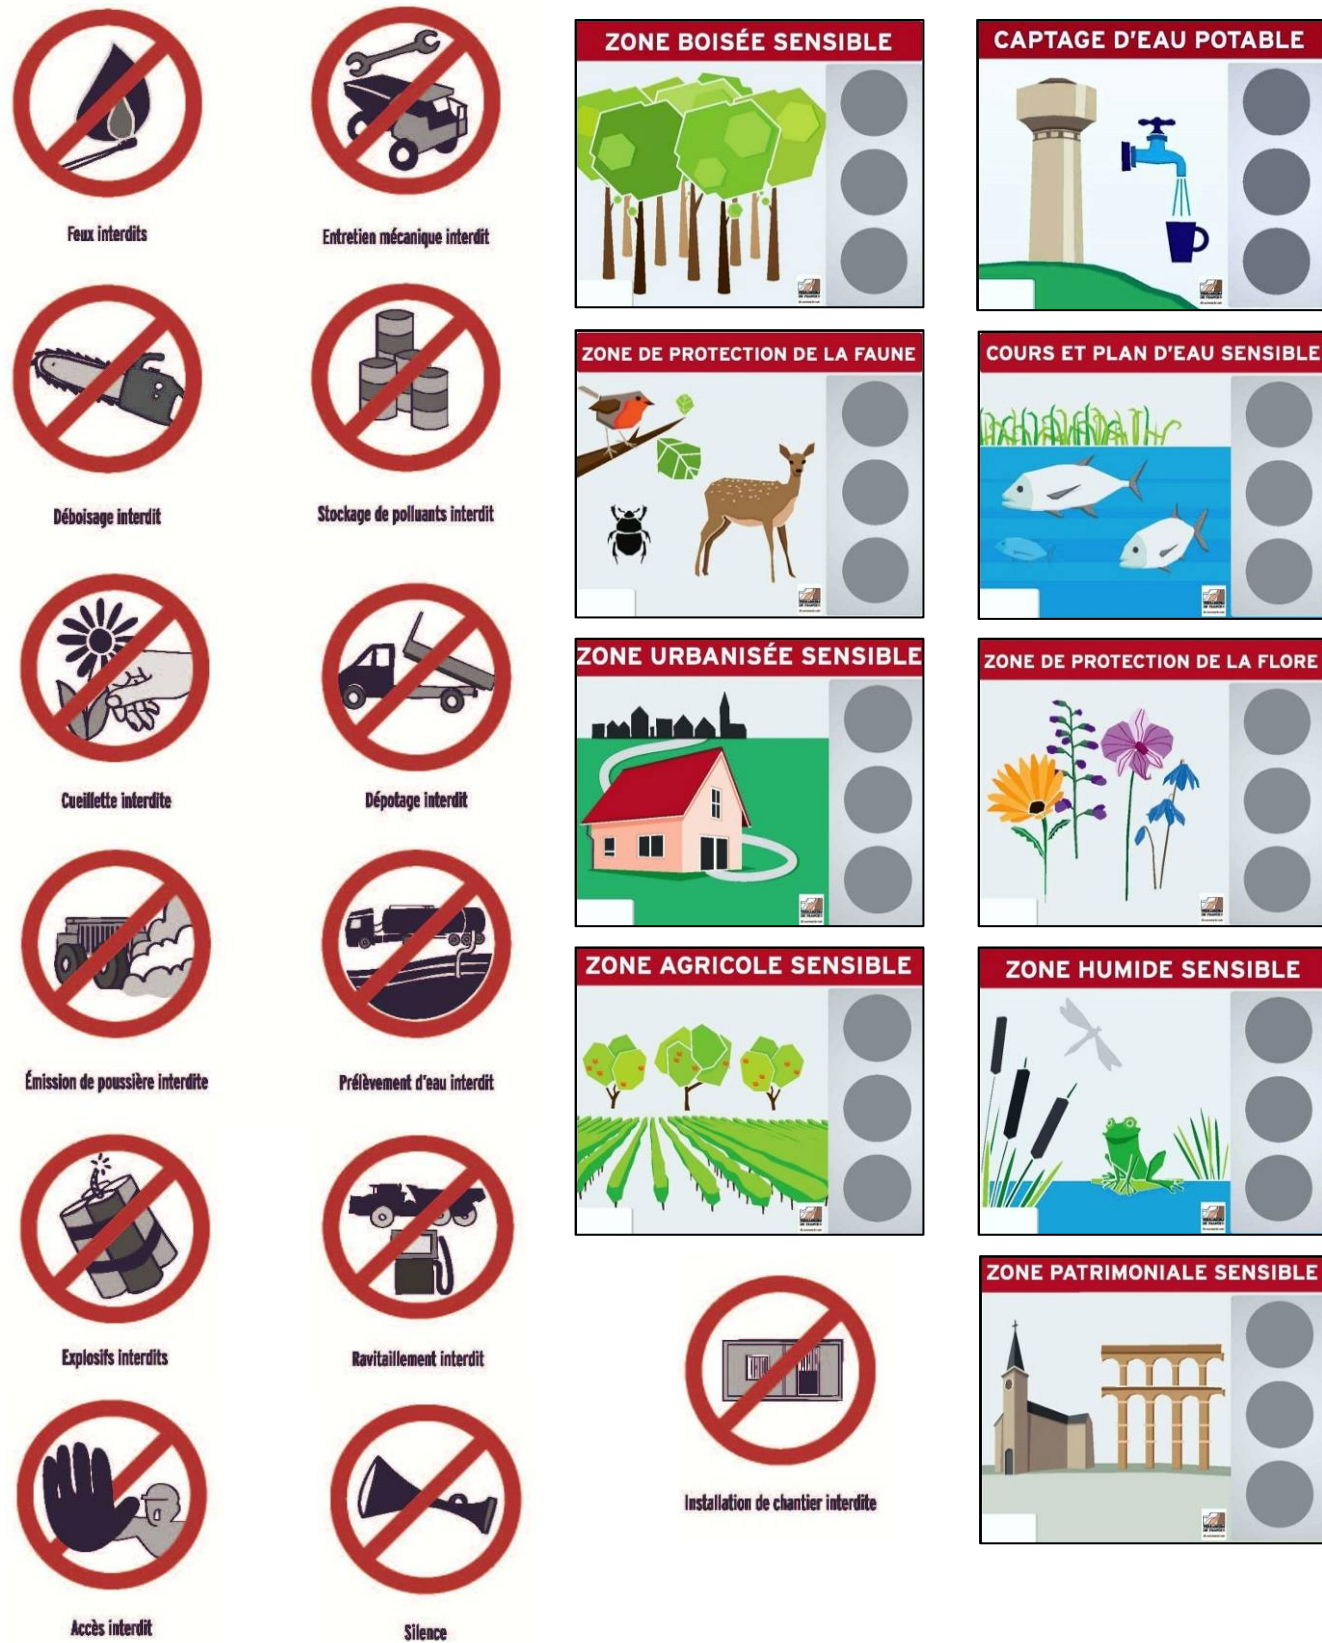 Feux interdits
Entretien mécanique interdit
Déboisage interdit
Stockage de polluants interdit
Cueillette interdite
Dépotage interdit
Émission de poussière interdite
Prélèvement d'eau interdit
Explosifs interdits
Ravitaillement interdit
Accès interdit
Silence
ZONE BOISÉE SENSIBLE
CAPTAGE D'EAU POTABLE
ZONE DE PROTECTION DE LA FAUNE
COURS ET PLAN D'EAU SENSIBLE
ZONE URBANISÉE SENSIBLE
ZONE DE PROTECTION DE LA FLORE
ZONE AGRICOLE SENSIBLE
ZONE HUMIDE SENSIBLE
Installation de chantier interdite
ZONE PATRIMONIALE SENSIBLE